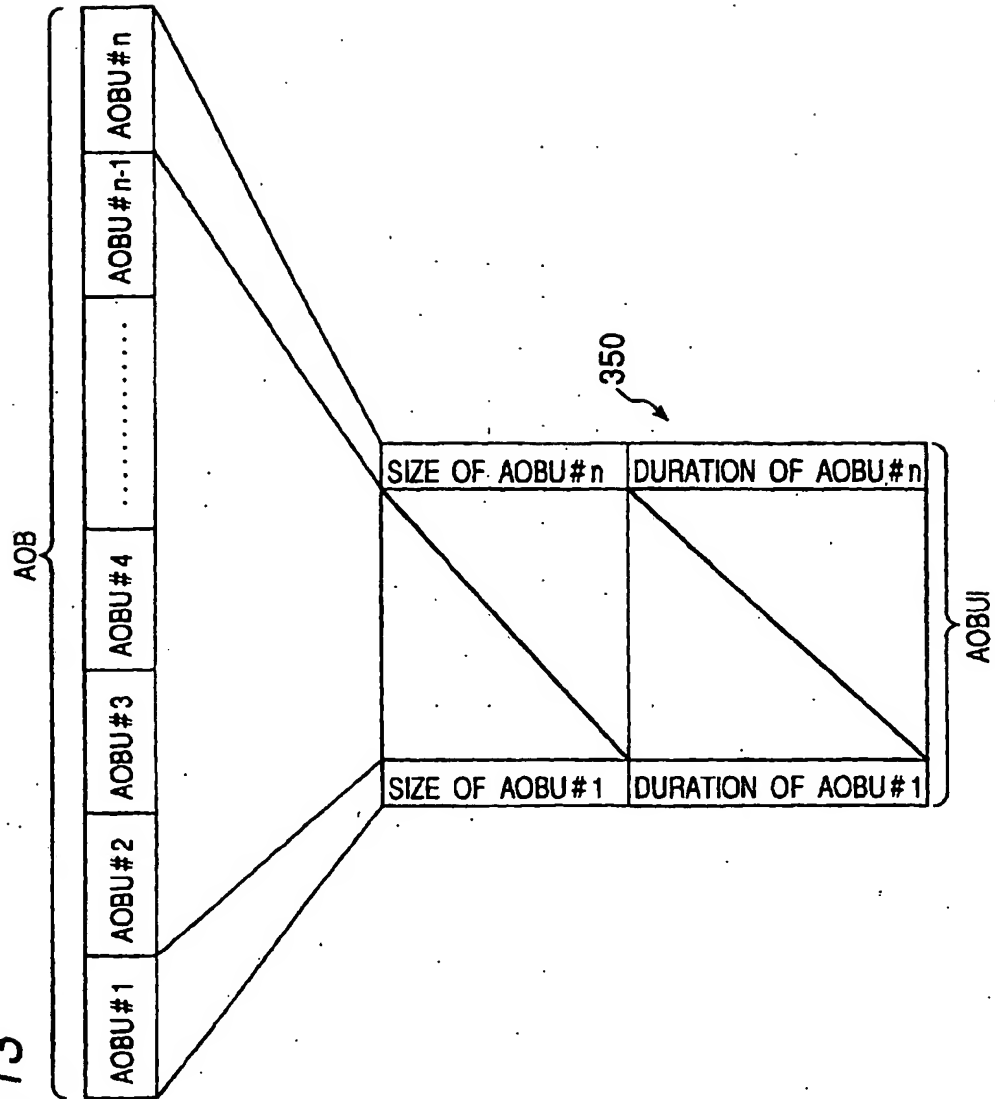 13
AOB
AOBU#1
AOBU#2
AOBU#3
AOBU#4
............
AOBU#n-1
AOBU#n
350
SIZE OF AOBU#1
DURATION OF AOBU#1
SIZE OF AOBU#n
DURATION OF AOBU#n
AOBUI